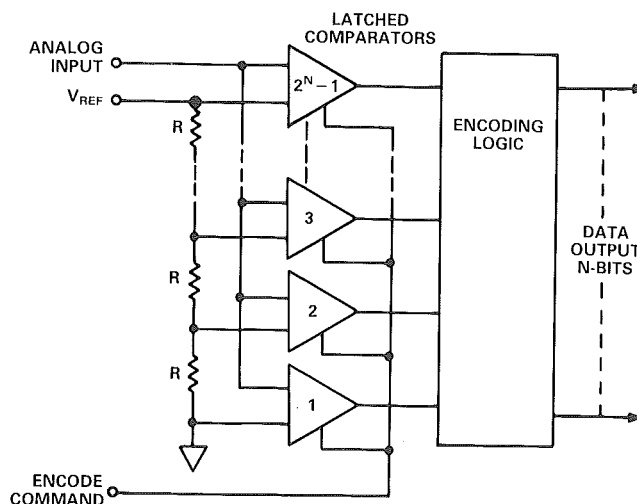 LATCHED
COMPARATORS
ANALOG
INPUT
V_REF
2^N – 1
R
ENCODING
LOGIC
3
R
2
DATA
OUTPUT
N-BITS
R
1
ENCODE
COMMAND